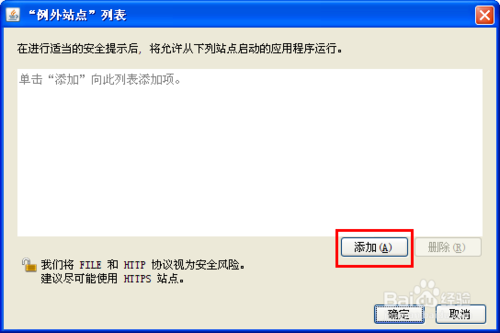 “例外站点”列表
在进行适当的安全提示后，将允许从下列站点启动的应用程序运行。
单击“添加”向此列表添加项。
添加(A) 删除(R)
我们将 FILE 和 HTTP 协议视为安全风险。
建议尽可能使用 HTTPS 站点。
确定 取消